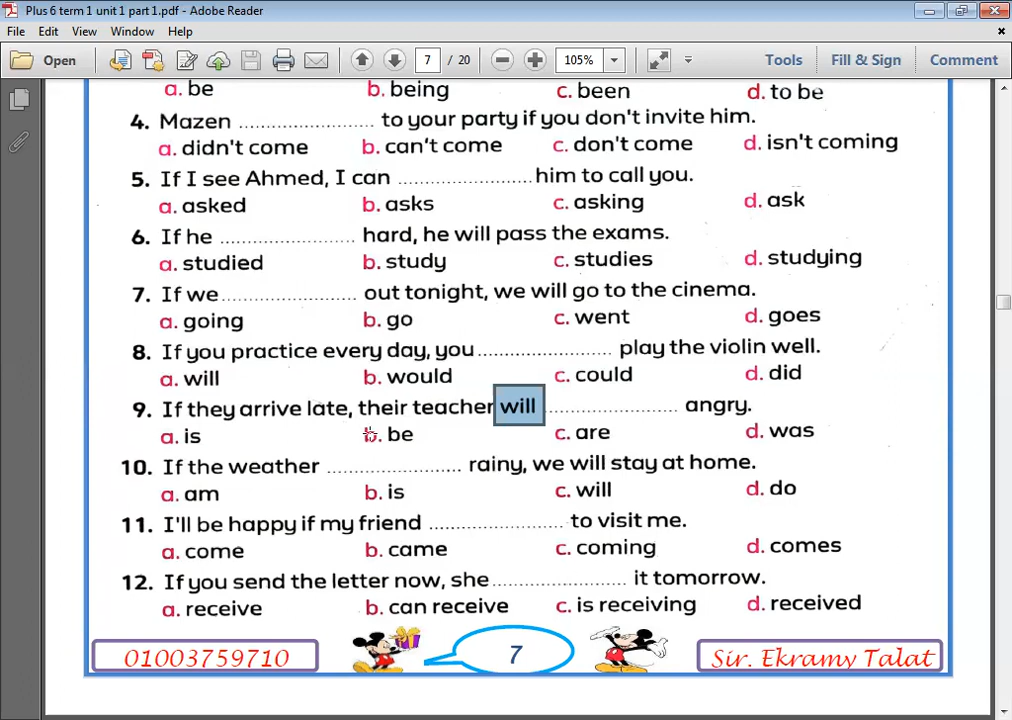 Plus 6 term 1 unit 1 part 1.pdf - Adobe Reader
File Edit View Window Help
Open 7 / 20 105% Tools Fill & Sign Comment
a. be b. being c. been d. to be
4. Mazen ........................ to your party if you don't invite him.
a. didn't come b. can't come c. don't come d. isn't coming
5. If I see Ahmed, I can ........................ him to call you.
a. asked b. asks c. asking d. ask
6. If he ........................ hard, he will pass the exams.
a. studied b. study c. studies d. studying
7. If we ........................ out tonight, we will go to the cinema.
a. going b. go c. went d. goes
8. If you practice every day, you ........................ play the violin well.
a. will b. would c. could d. did
9. If they arrive late, their teacher will ........................ angry.
a. is b. be c. are d. was
10. If the weather ........................ rainy, we will stay at home.
a. am b. is c. will d. do
11. I'll be happy if my friend ........................ to visit me.
a. come b. came c. coming d. comes
12. If you send the letter now, she ........................ it tomorrow.
a. receive b. can receive c. is receiving d. received
01003759710 7 Sir. Ekramy Talat